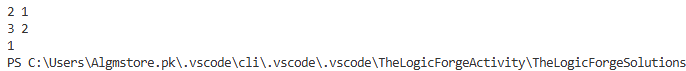 2 1
3 2
1
PS C:\Users\Algmstore.pk\.vscode\cli\.vscode\.vscode\TheLogicForgeActivity\TheLogicForgeSolutions